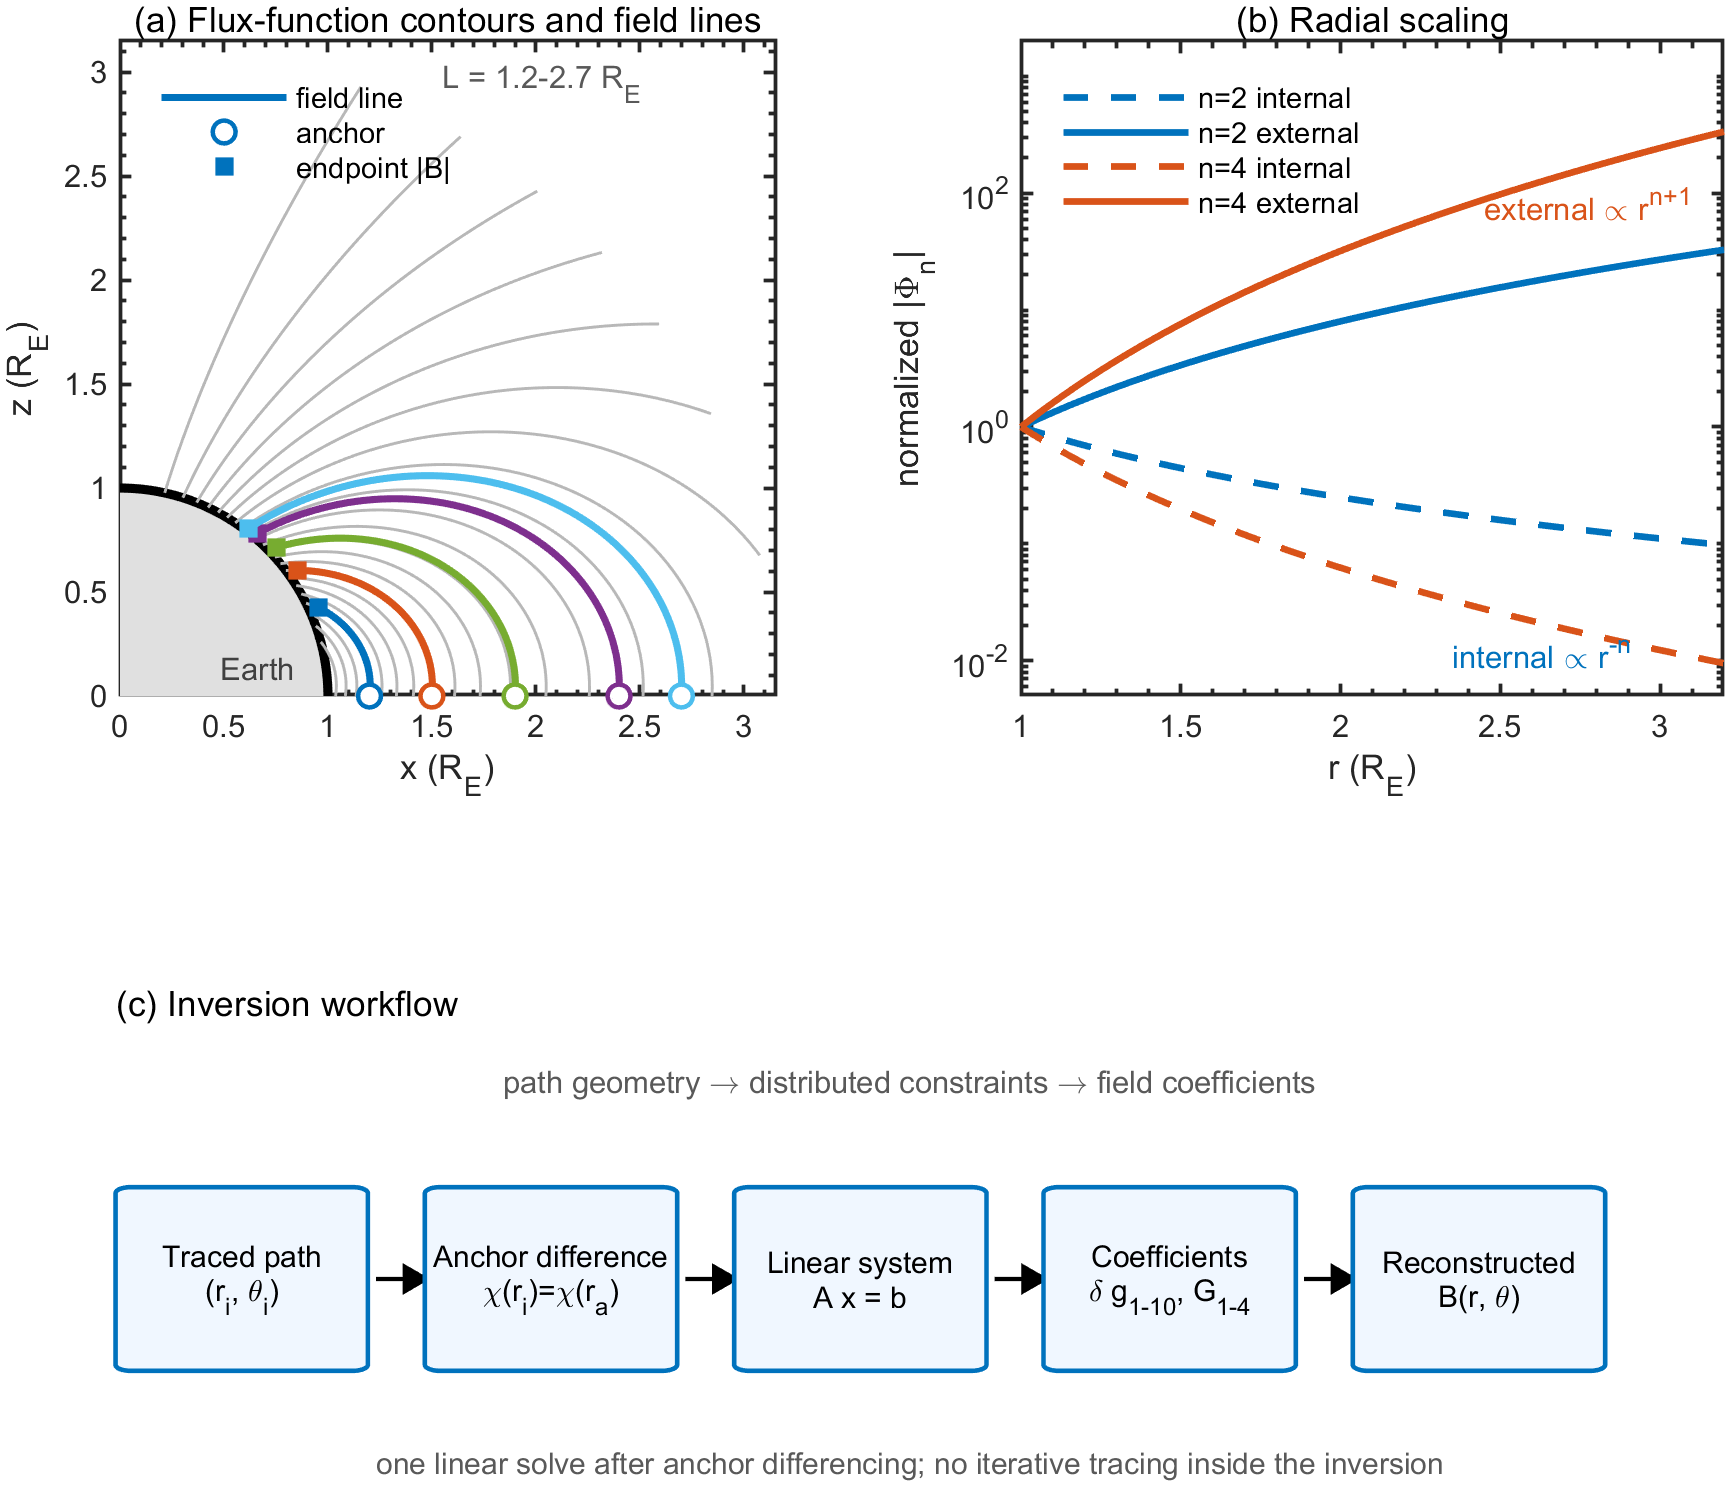 (a) Flux-function contours and field lines
L = 1.2-2.7 R_E
field line
anchor
endpoint |B|
3
2.5
2
1.5
1
0.5
0
z (R_E)
Earth
0 0.5 1 1.5 2 2.5 3
x (R_E)
(b) Radial scaling
n=2 internal
n=2 external
n=4 internal
n=4 external
external ∝ r^{n+1}
internal ∝ r^{-n}
10^2
10^0
10^{-2}
normalized |Φ_n|
1 1.5 2 2.5 3
r (R_E)
(c) Inversion workflow
path geometry → distributed constraints → field coefficients
Traced path
(r_i, θ_i)
Anchor difference
χ(r_i)=χ(r_a)
Linear system
A x = b
Coefficients
δ g_{1-10}, G_{1-4}
Reconstructed
B(r, θ)
one linear solve after anchor differencing; no iterative tracing inside the inversion